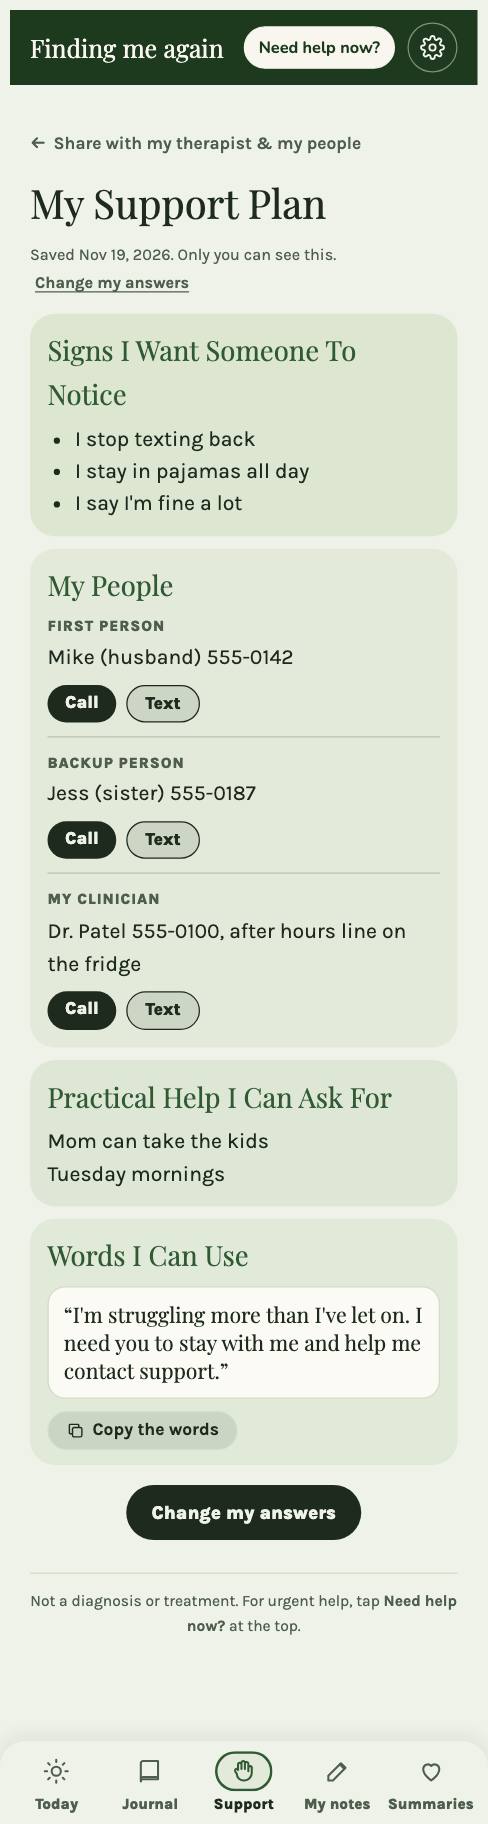 Finding me again
Need help now?
← Share with my therapist & my people
My Support Plan
Saved Nov 19, 2026. Only you can see this.
Change my answers
Signs I Want Someone To
Notice
• I stop texting back
• I stay in pajamas all day
• I say I'm fine a lot
My People
FIRST PERSON
Mike (husband) 555-0142
Call Text
BACKUP PERSON
Jess (sister) 555-0187
Call Text
MY CLINICIAN
Dr. Patel 555-0100, after hours line on
the fridge
Call Text
Practical Help I Can Ask For
Mom can take the kids
Tuesday mornings
Words I Can Use
“I'm struggling more than I've let on. I
need you to stay with me and help me
contact support.”
Copy the words
Change my answers
Not a diagnosis or treatment. For urgent help, tap Need help
now? at the top.
Today Journal Support My notes Summaries